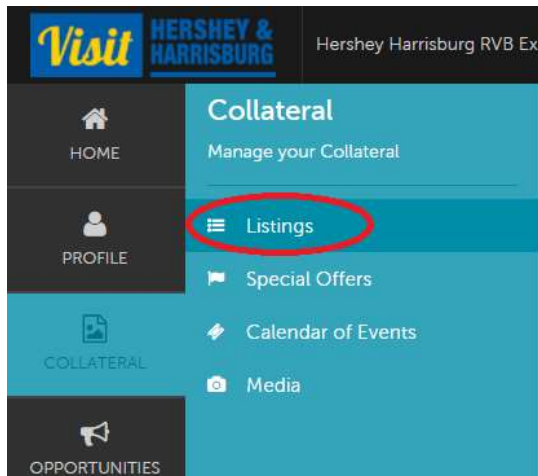 Visit HERSHEY & HARRISBURG
Hershey Harrisburg RVB Ex
HOME
PROFILE
COLLATERAL
OPPORTUNITIES
Collateral
Manage your Collateral
Listings
Special Offers
Calendar of Events
Media